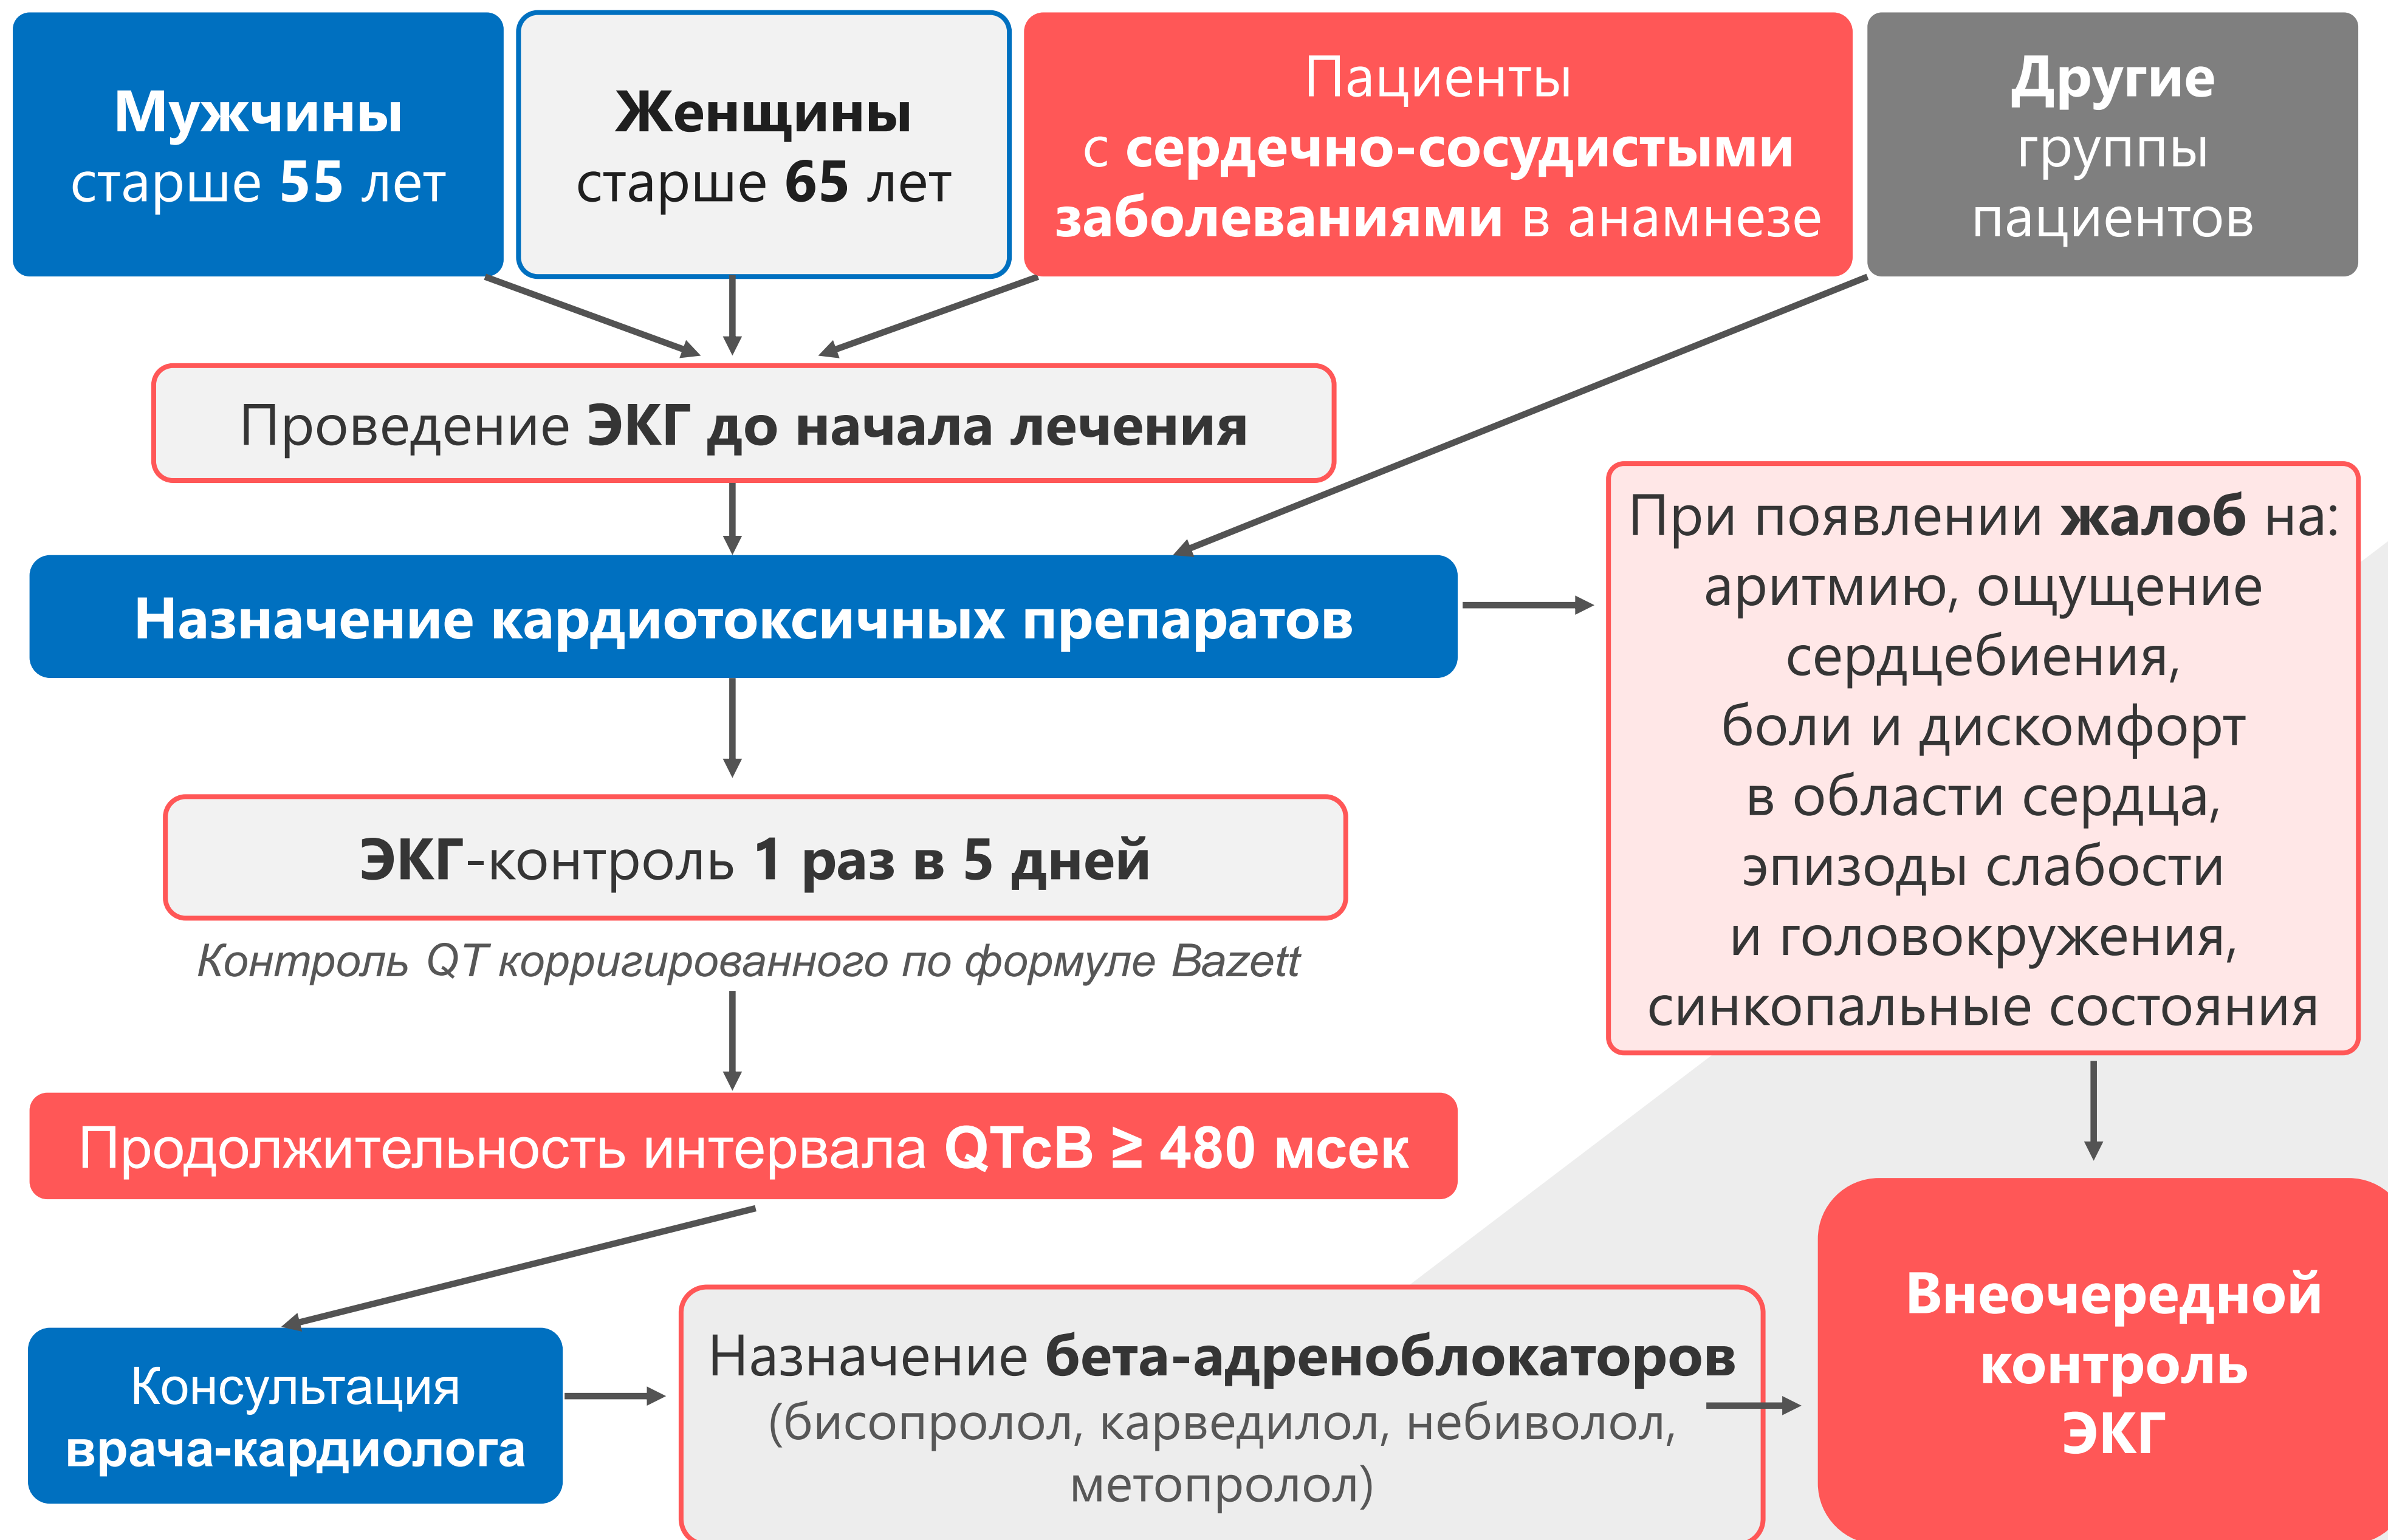 Мужчины
старше 55 лет
Женщины
старше 65 лет
Пациенты
с сердечно-сосудистыми
заболеваниями в анамнезе
Другие
группы
пациентов
Проведение ЭКГ до начала лечения
Назначение кардиотоксичных препаратов
При появлении жалоб на:
аритмию, ощущение
сердцебиения,
боли и дискомфорт
в области сердца,
эпизоды слабости
и головокружения,
синкопальные состояния
ЭКГ-контроль 1 раз в 5 дней
Контроль QT корригированного по формуле Bazett
Продолжительность интервала QTcB ≥ 480 мсек
Консультация
врача-кардиолога
Назначение бета-адреноблокаторов
(бисопролол, карведилол, небиволол,
метопролол)
Внеочередной
контроль
ЭКГ